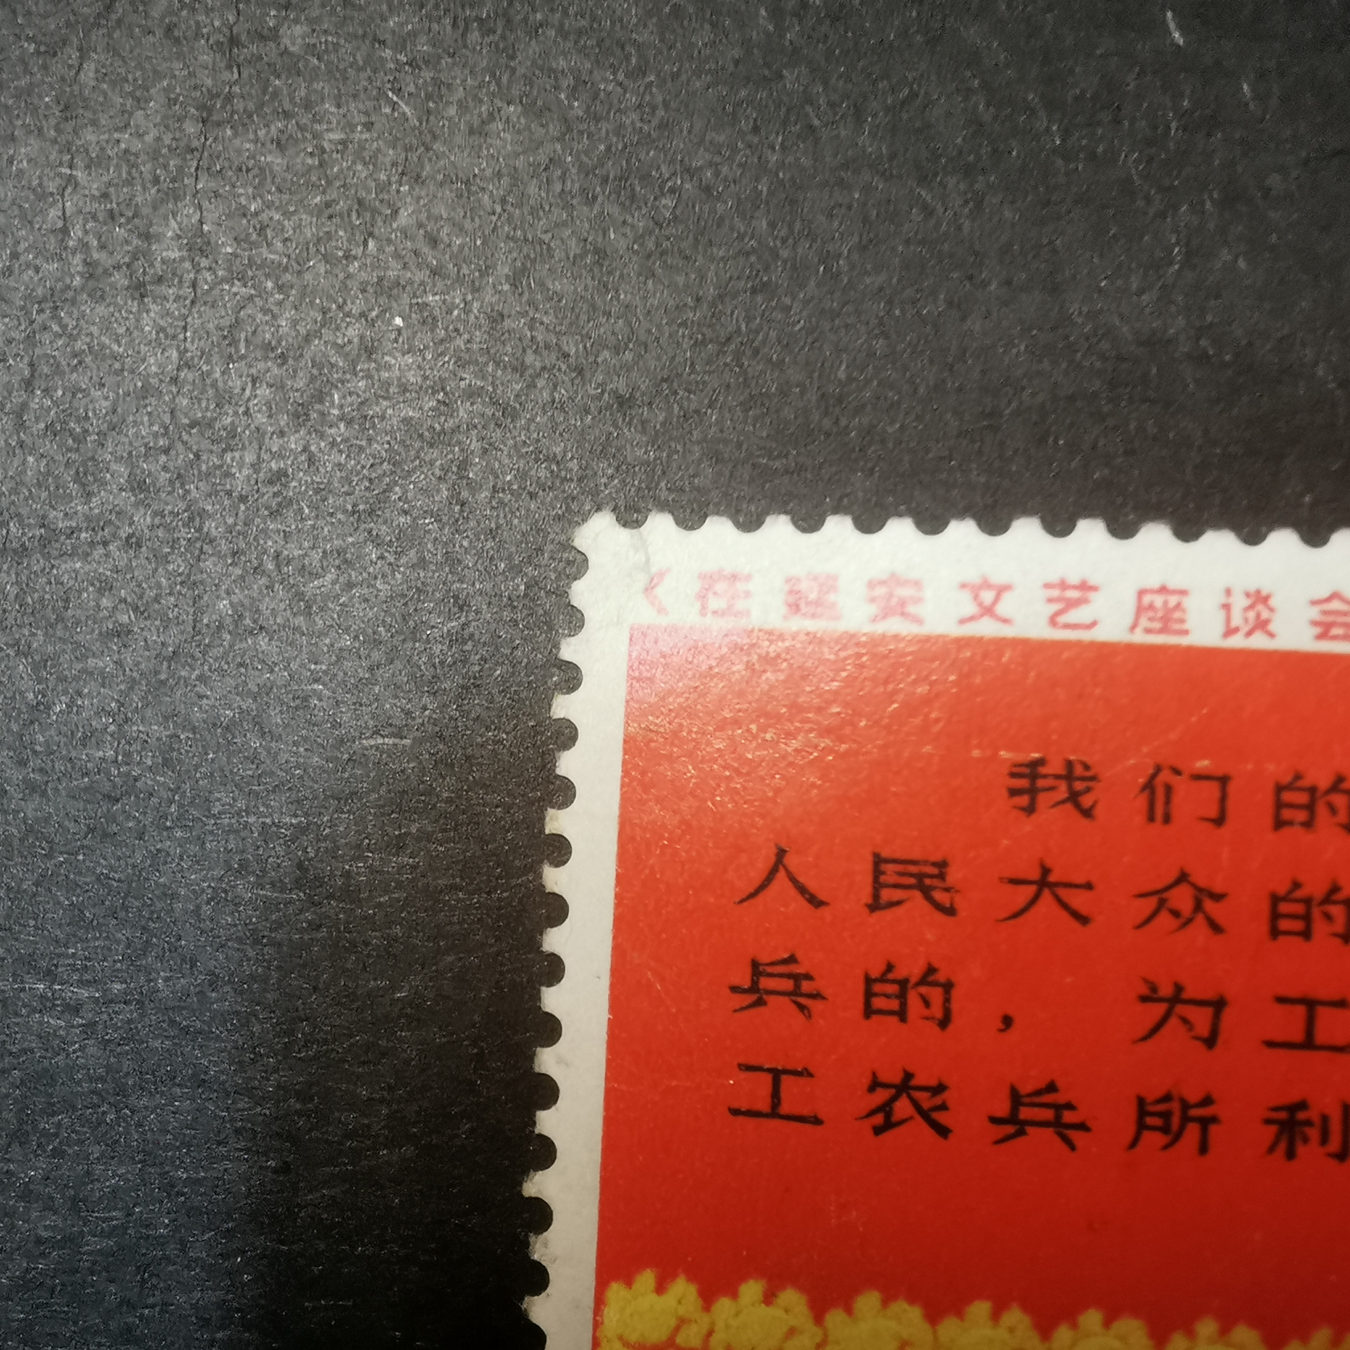 《在延安文艺座谈会
我们的
人民大众的
兵的，为工
工农兵所利